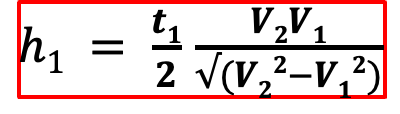 h₁ = t₁/2 V₂V₁/√(V₂²−V₁²)